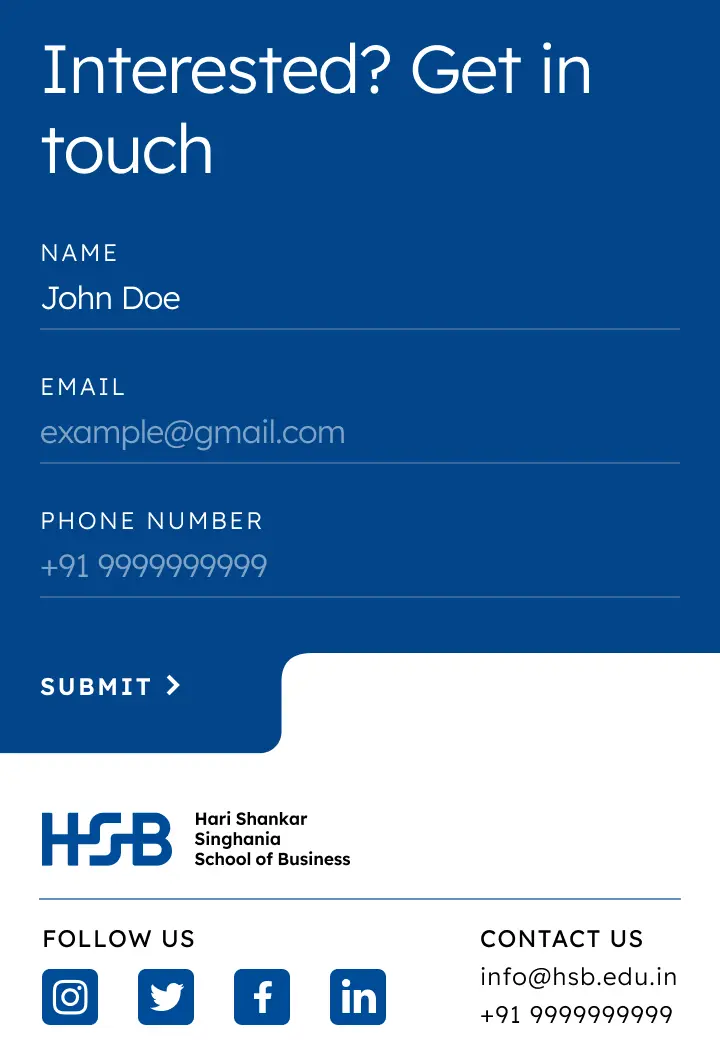 Interested? Get in
touch
NAME
John Doe
EMAIL
example@gmail.com
PHONE NUMBER
+91 9999999999
SUBMIT
HSB
Hari Shankar
Singhania
School of Business
FOLLOW US
CONTACT US
info@hsb.edu.in
+91 9999999999